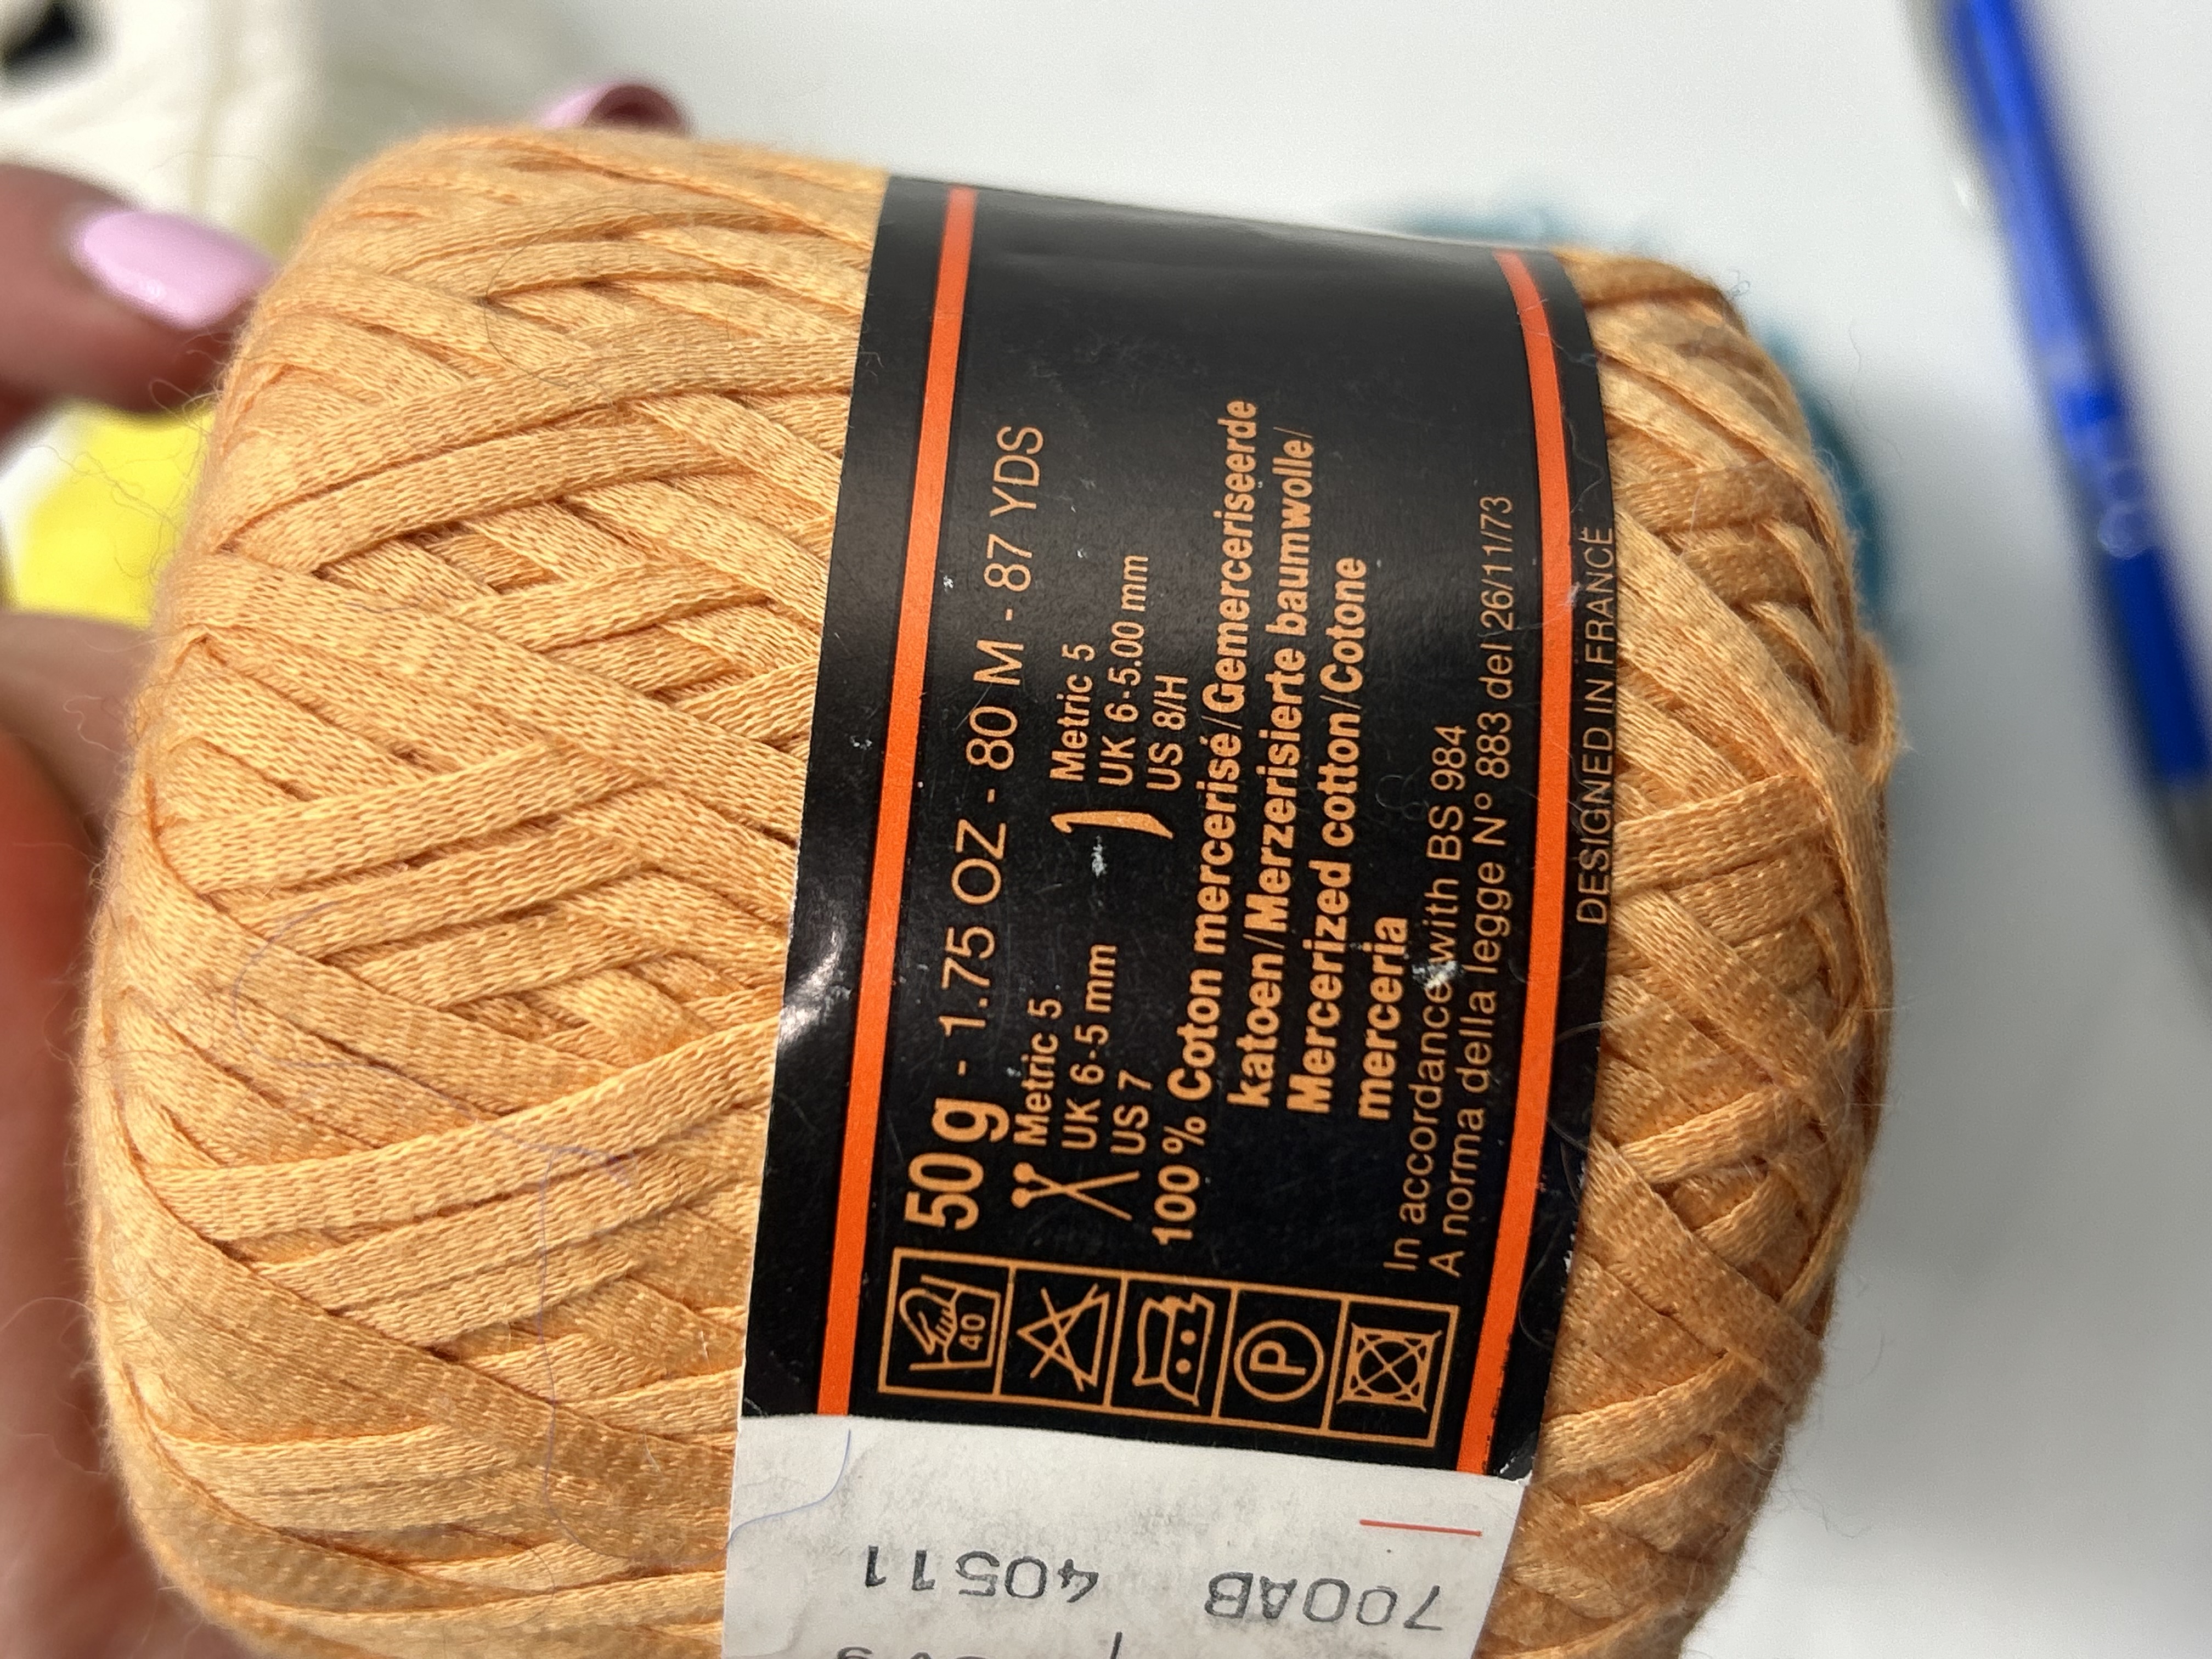 50g - 1.75 OZ - 80 M - 87 YDS
Metric 5
UK 6-5 mm
US 7
Metric 5
UK 6-5.00 mm
US 8/H
100% Coton mercerisé/Gemerceriseerde
katoen/Merzerisierte baumwolle/
Mercerized cotton/Cotone
merceria
In accordance with BS 984
A norma della legge N° 883 del 26/11/73
DESIGNED IN FRANCE
40
P
700AB 40511